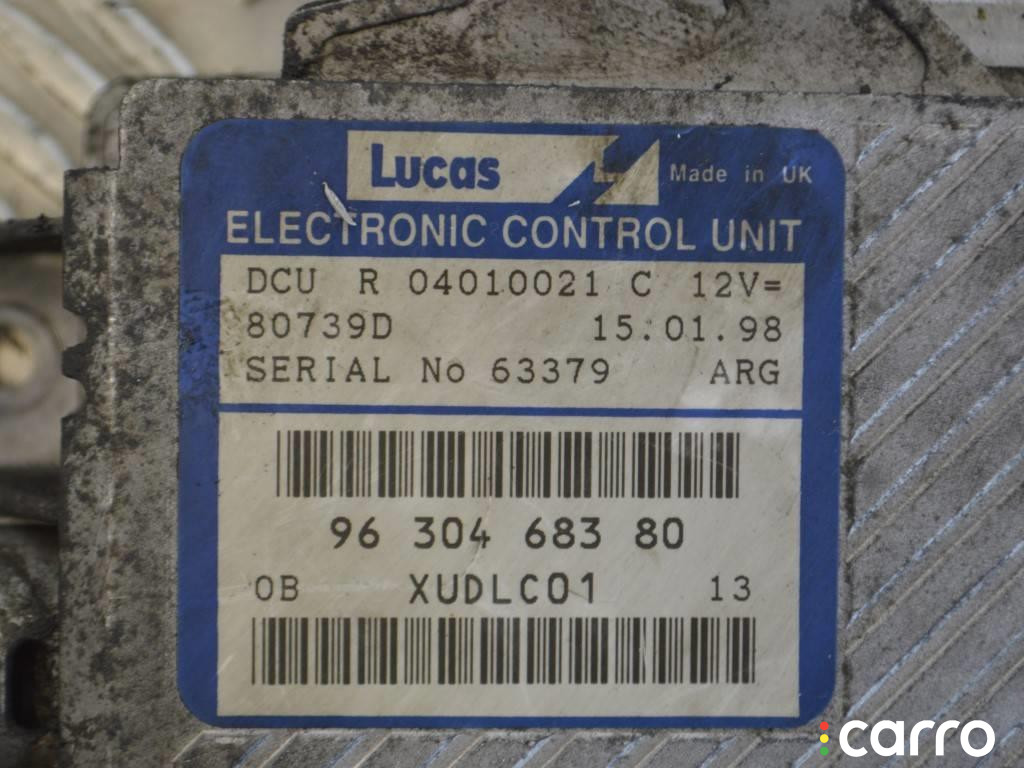 Lucas
Made in UK
ELECTRONIC CONTROL UNIT
DCU R 04010021 C 12V=
80739D 15.01.98
SERIAL No 63379 ARG
96 304 683 80
0B XUDLC01 13
carro